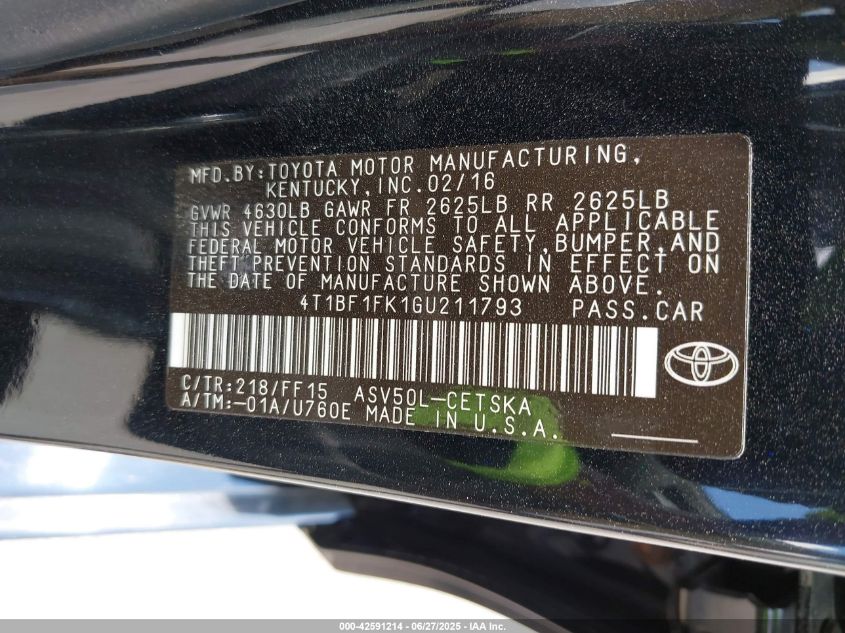 MFD.BY:TOYOTA MOTOR MANUFACTURING,
KENTUCKY,INC.02/16
GVWR 4630LB GAWR FR 2625LB RR 2625LB
THIS VEHICLE CONFORMS TO ALL APPLICABLE
FEDERAL MOTOR VEHICLE SAFETY,BUMPER,AND
THEFT PREVENTION STANDARDS IN EFFECT ON
THE DATE OF MANUFACTURE SHOWN ABOVE.
4T1BF1FK1GU211793 PASS.CAR
C/TR:218/FF15 ASV50L-CETSKA
A/TM:-01A/U760E MADE IN U.S.A.
000-42591214 - 06/27/2025 - IAA Inc.